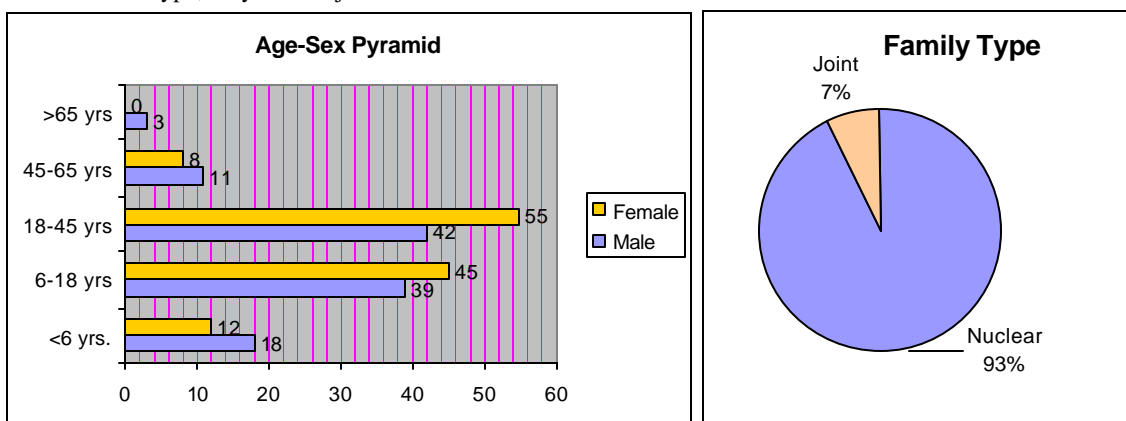 Age-Sex Pyramid
>65 yrs
0
3
45-65 yrs
8
11
18-45 yrs
55
42
6-18 yrs
45
39
<6 yrs.
12
18
0 10 20 30 40 50 60
Female
Male
Family Type
Joint
7%
Nuclear
93%